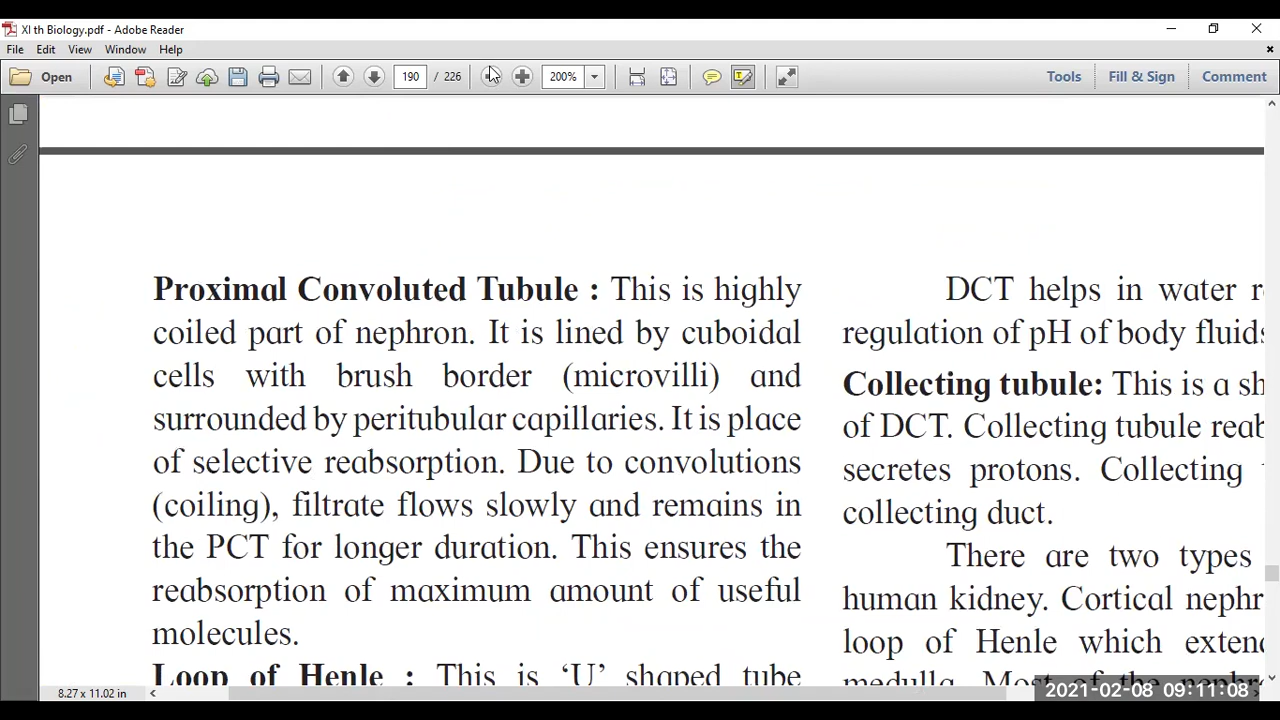 XI th Biology.pdf - Adobe Reader
File Edit View Window Help
Open 190 / 226 200% Tools Fill & Sign Comment
Proximal Convoluted Tubule : This is highly
coiled part of nephron. It is lined by cuboidal
cells with brush border (microvilli) and
surrounded by peritubular capillaries. It is place
of selective reabsorption. Due to convolutions
(coiling), filtrate flows slowly and remains in
the PCT for longer duration. This ensures the
reabsorption of maximum amount of useful
molecules.
Loop of Henle : This is ‘U’ shaped tube
DCT helps in water
regulation of pH of body fluids
Collecting tubule: This is a sh
of DCT. Collecting tubule reab
secretes protons. Collecting
collecting duct.
There are two types
human kidney. Cortical nephr
loop of Henle which exten
medulla. Most of the nephr
8.27 x 11.02 in
2021-02-08 09:11:08